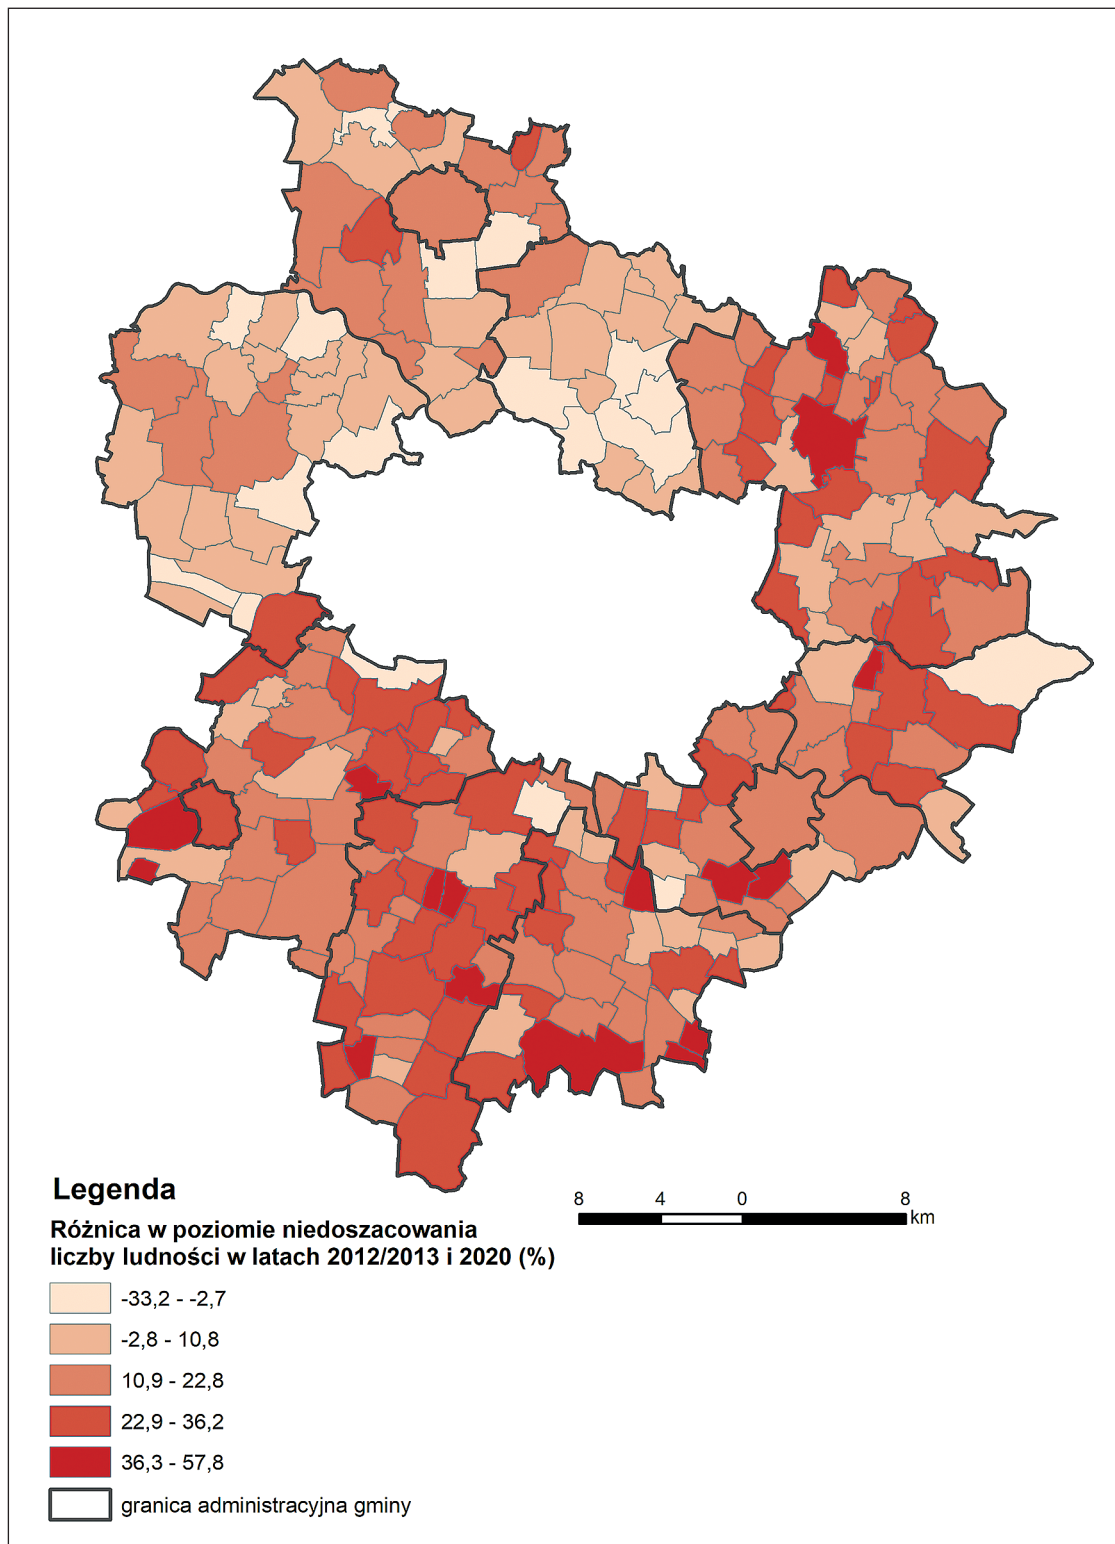 8 4 0 8
km
Legenda
Różnica w poziomie niedoszacowania
liczby ludności w latach 2012/2013 i 2020 (%)
-33,2 - -2,7
-2,8 - 10,8
10,9 - 22,8
22,9 - 36,2
36,3 - 57,8
granica administracyjna gminy